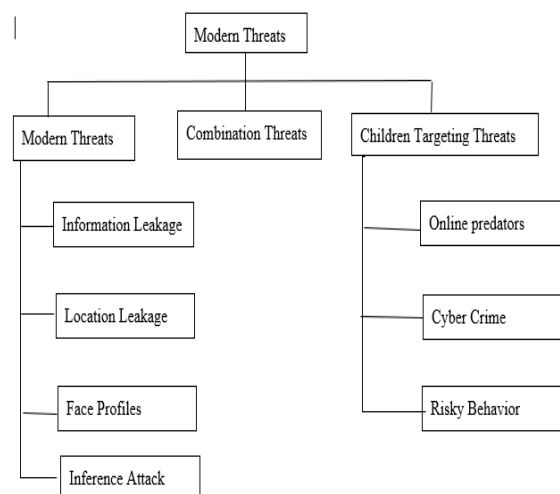 Modern Threats
Modern Threats
Combination Threats
Children Targeting Threats
Information Leakage
Location Leakage
Face Profiles
Inference Attack
Online predators
Cyber Crime
Risky Behavior